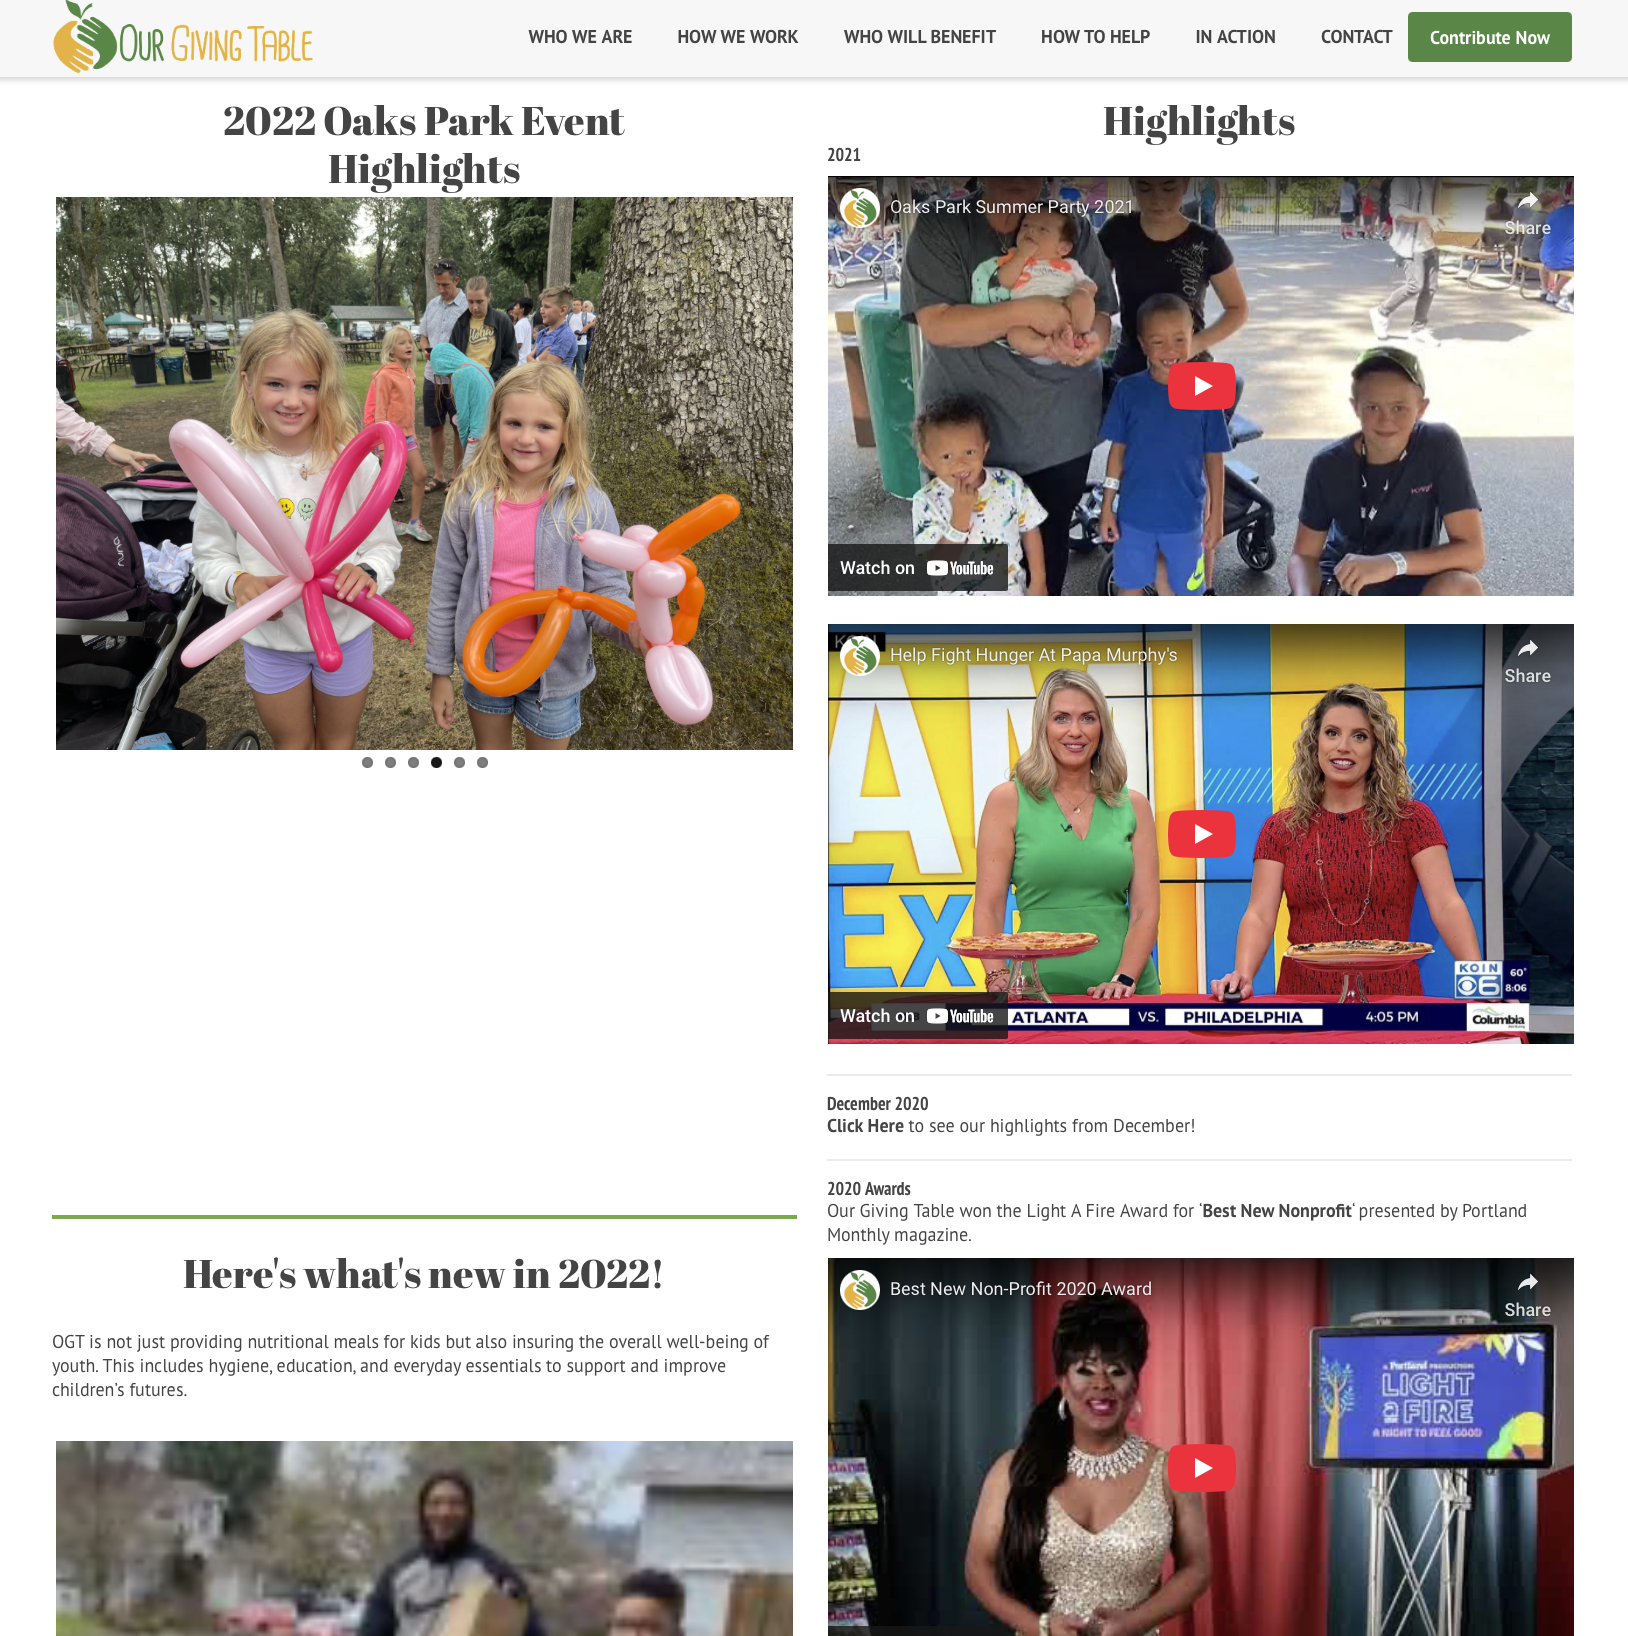 OUR GIVING TABLE
WHO WE ARE
HOW WE WORK
WHO WILL BENEFIT
HOW TO HELP
IN ACTION
CONTACT
Contribute Now
2022 Oaks Park Event
Highlights
Here's what's new in 2022!
OGT is not just providing nutritional meals for kids but also insuring the overall well-being of
youth. This includes hygiene, education, and everyday essentials to support and improve
children’s futures.
Highlights
2021
Oaks Park Summer Party 2021
Share
Watch on YouTube
Help Fight Hunger At Papa Murphy's
Share
AM
Ex
KOIN
6
60°
8:06
Watch on YouTube
ATLANTA VS. PHILADELPHIA 4:05 PM
Columbia
December 2020
Click Here to see our highlights from December!
2020 Awards
Our Giving Table won the Light A Fire Award for ‘Best New Nonprofit‘ presented by Portland
Monthly magazine.
Best New Non-Profit 2020 Award
Share
a Portland PRODUCTION
LIGHT
a FIRE
A NIGHT TO FEEL GOOD